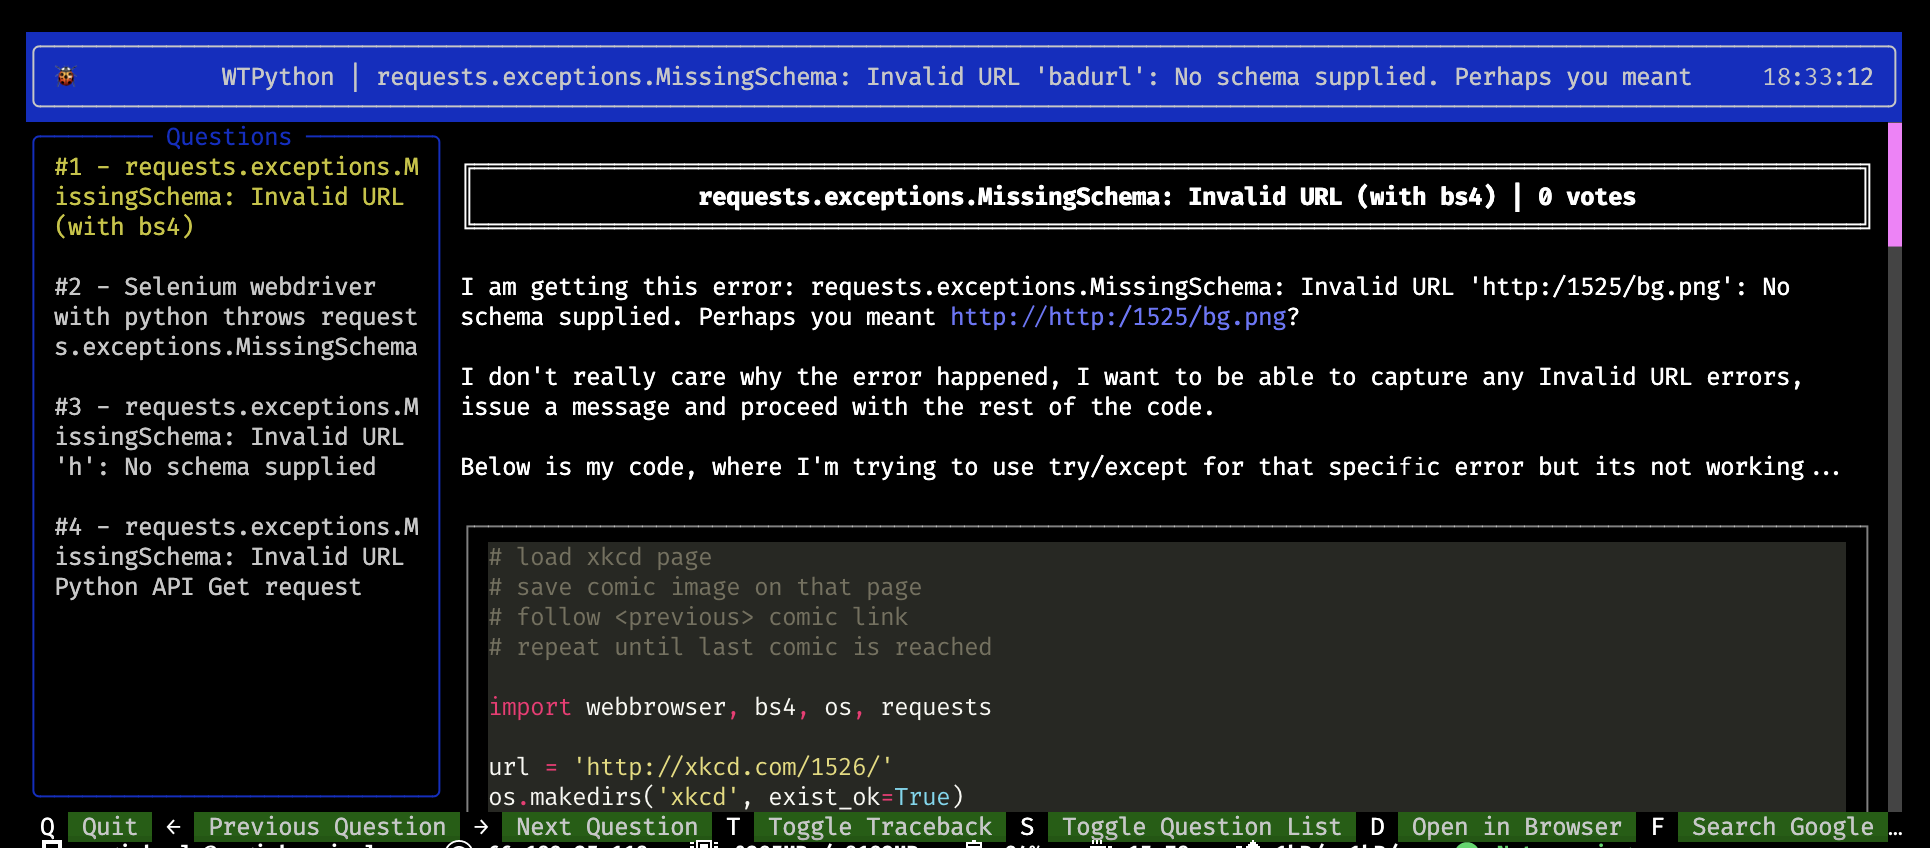 WTPython | requests.exceptions.MissingSchema: Invalid URL 'badurl': No schema supplied. Perhaps you meant 18:33:12
Questions
#1 - requests.exceptions.M
issingSchema: Invalid URL
(with bs4)
#2 - Selenium webdriver
with python throws request
s.exceptions.MissingSchema
#3 - requests.exceptions.M
issingSchema: Invalid URL
'h': No schema supplied
#4 - requests.exceptions.M
issingSchema: Invalid URL
Python API Get request
requests.exceptions.MissingSchema: Invalid URL (with bs4) | 0 votes
I am getting this error: requests.exceptions.MissingSchema: Invalid URL 'http:/1525/bg.png': No
schema supplied. Perhaps you meant http://http:/1525/bg.png?
I don't really care why the error happened, I want to be able to capture any Invalid URL errors,
issue a message and proceed with the rest of the code.
Below is my code, where I'm trying to use try/except for that specific error but its not working...
# load xkcd page
# save comic image on that page
# follow <previous> comic link
# repeat until last comic is reached
import webbrowser, bs4, os, requests
url = 'http://xkcd.com/1526/'
os.makedirs('xkcd', exist_ok=True)
Q Quit ← Previous Question → Next Question T Toggle Traceback S Toggle Question List D Open in Browser F Search Google …